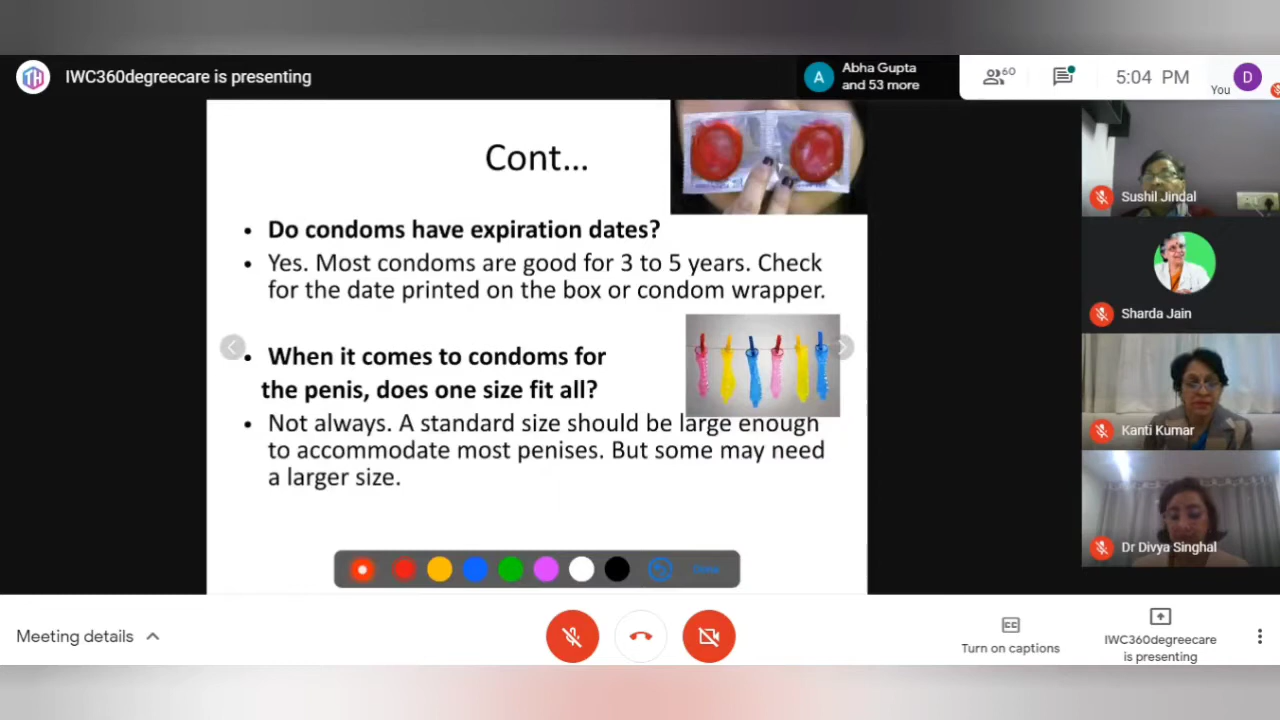 TH
IWC360degreecare is presenting
A
Abha Gupta
and 53 more
60
5:04 PM
You
D
Cont...
• Do condoms have expiration dates?
• Yes. Most condoms are good for 3 to 5 years. Check
for the date printed on the box or condom wrapper.
• When it comes to condoms for
the penis, does one size fit all?
• Not always. A standard size should be large enough
to accommodate most penises. But some may need
a larger size.
Sushil Jindal
Sharda Jain
Kanti Kumar
Dr Divya Singhal
Meeting details
CC
Turn on captions
IWC360degreecare
is presenting